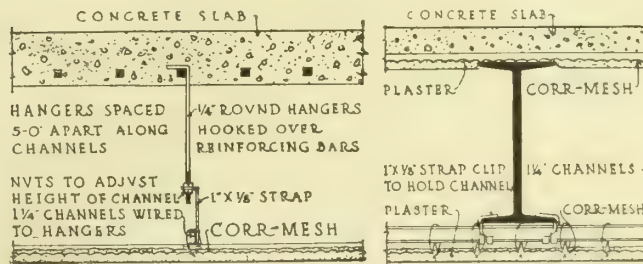 CONCRETE SLAB
HANGERS SPACED
5-0" APART ALONG
CHANNELS
1/4" ROVND HANGERS
HOOKED OVER
REINFORCING BARS
NVTS TO ADJVST
HEIGHT OF CHANNEL
1 1/4" CHANNELS WIRED
TO HANGERS
1" X 1/8" STRAP
CORR-MESH
CONCRETE SLAB
PLASTER
CORR-MESH
1"X 1/8" STRAP CLIP
TO HOLD CHANNEL
1 1/4" CHANNELS
PLASTER
CORR-MESH